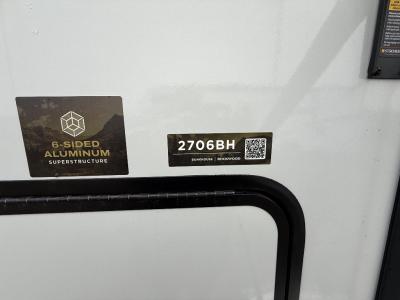 6-SIDED
ALUMINUM
SUPERSTRUCTURE
2706BH